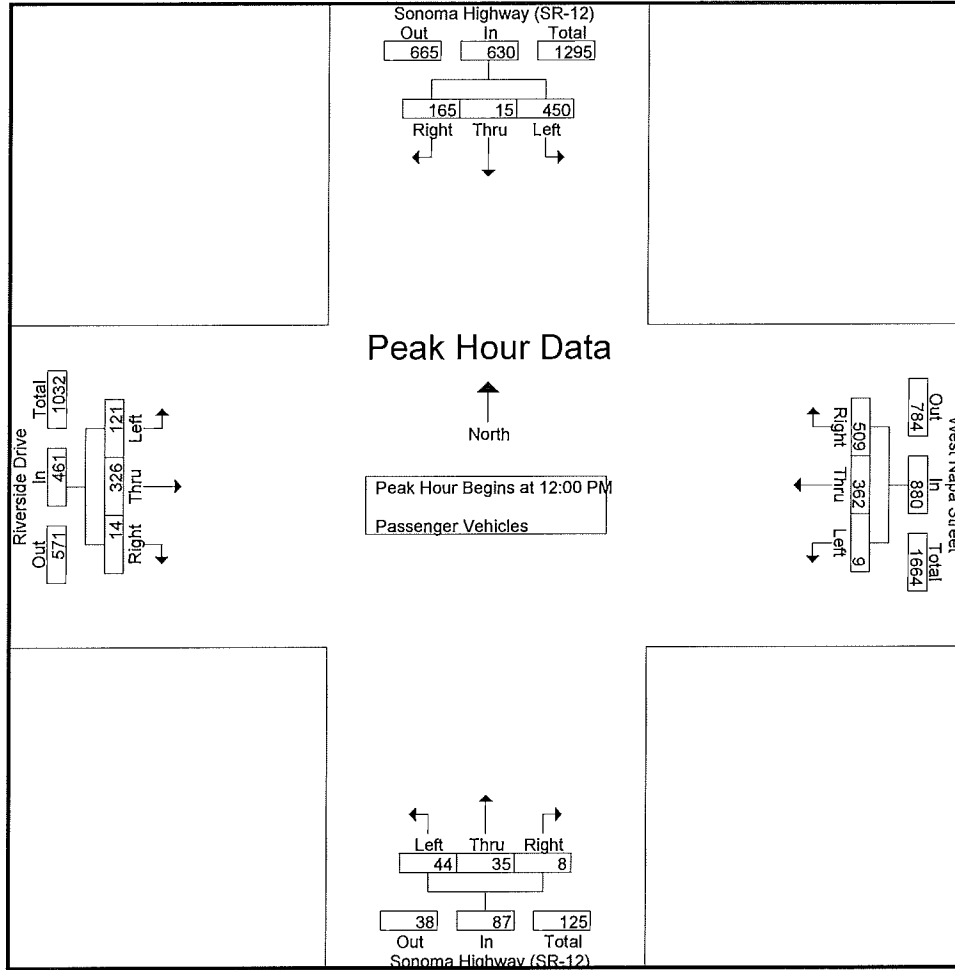 Sonoma Highway (SR-12)
Out In Total
665 630 1295
165 15 450
Right Thru Left
Peak Hour Data
North
Peak Hour Begins at 12:00 PM
Passenger Vehicles
Riverside Drive
Out In Total
571 461 1032
Left Thru Right
121 326 14
West Napa Street
Out In Total
784 880 1664
509 362 9
Right Thru Left
Left Thru Right
44 35 8
38 87 125
Out In Total
Sonoma Highway (SR-12)